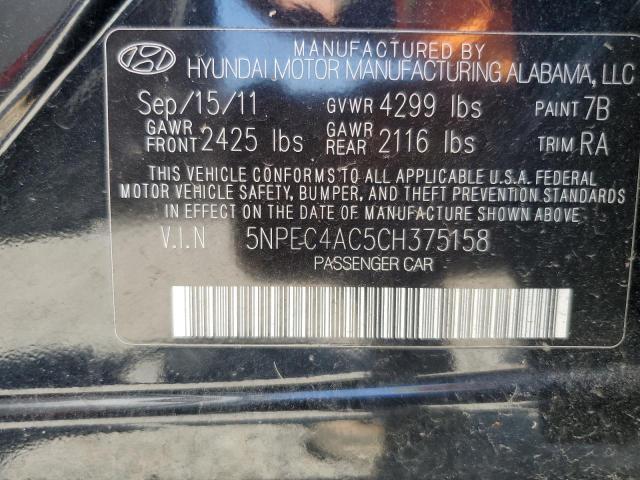 MANUFACTURED BY
HYUNDAI MOTOR MANUFACTURING ALABAMA, LLC
Sep/15/11 GVWR 4299 lbs PAINT 7B
GAWR FRONT 2425 lbs GAWR REAR 2116 lbs TRIM RA
THIS VEHICLE CONFORMS TO ALL APPLICABLE U.S.A. FEDERAL
MOTOR VEHICLE SAFETY, BUMPER, AND THEFT PREVENTION STANDARDS
IN EFFECT ON THE DATE OF MANUFACTURE SHOWN ABOVE.
V.I.N 5NPEC4AC5CH375158
PASSENGER CAR